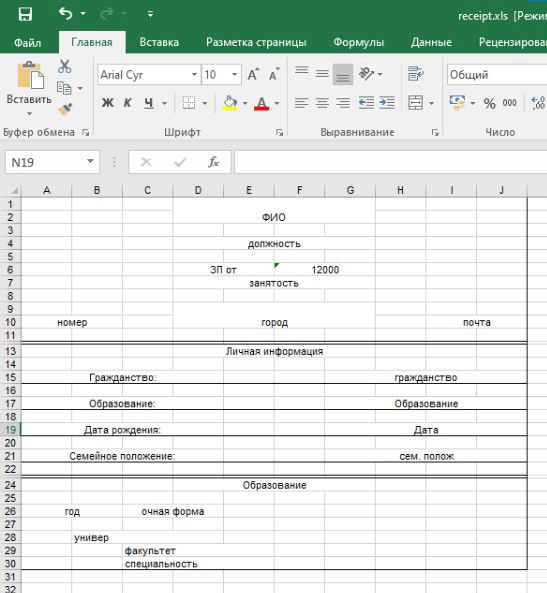 receipt.xls [Режим
Файл Главная Вставка Разметка страницы Формулы Данные Рецензирова
Вставить Arial Cyr 10 A A Общий
Ж К Ч A % 000
Буфер обмена Шрифт Выравнивание Число
N19 fx
A B C D E F G H I J
1
2 ФИО
3
4 должность
5
6 ЗП от 12000
7 занятость
8
9
10 номер город почта
11
13 Личная информация
14
15 Гражданство: гражданство
16
17 Образование: Образование
18
19 Дата рождения: Дата
20
21 Семейное положение: сем. полож
22
24 Образование
25
26 год очная форма
27
28 универ
29 факультет
30 специальность
31
32